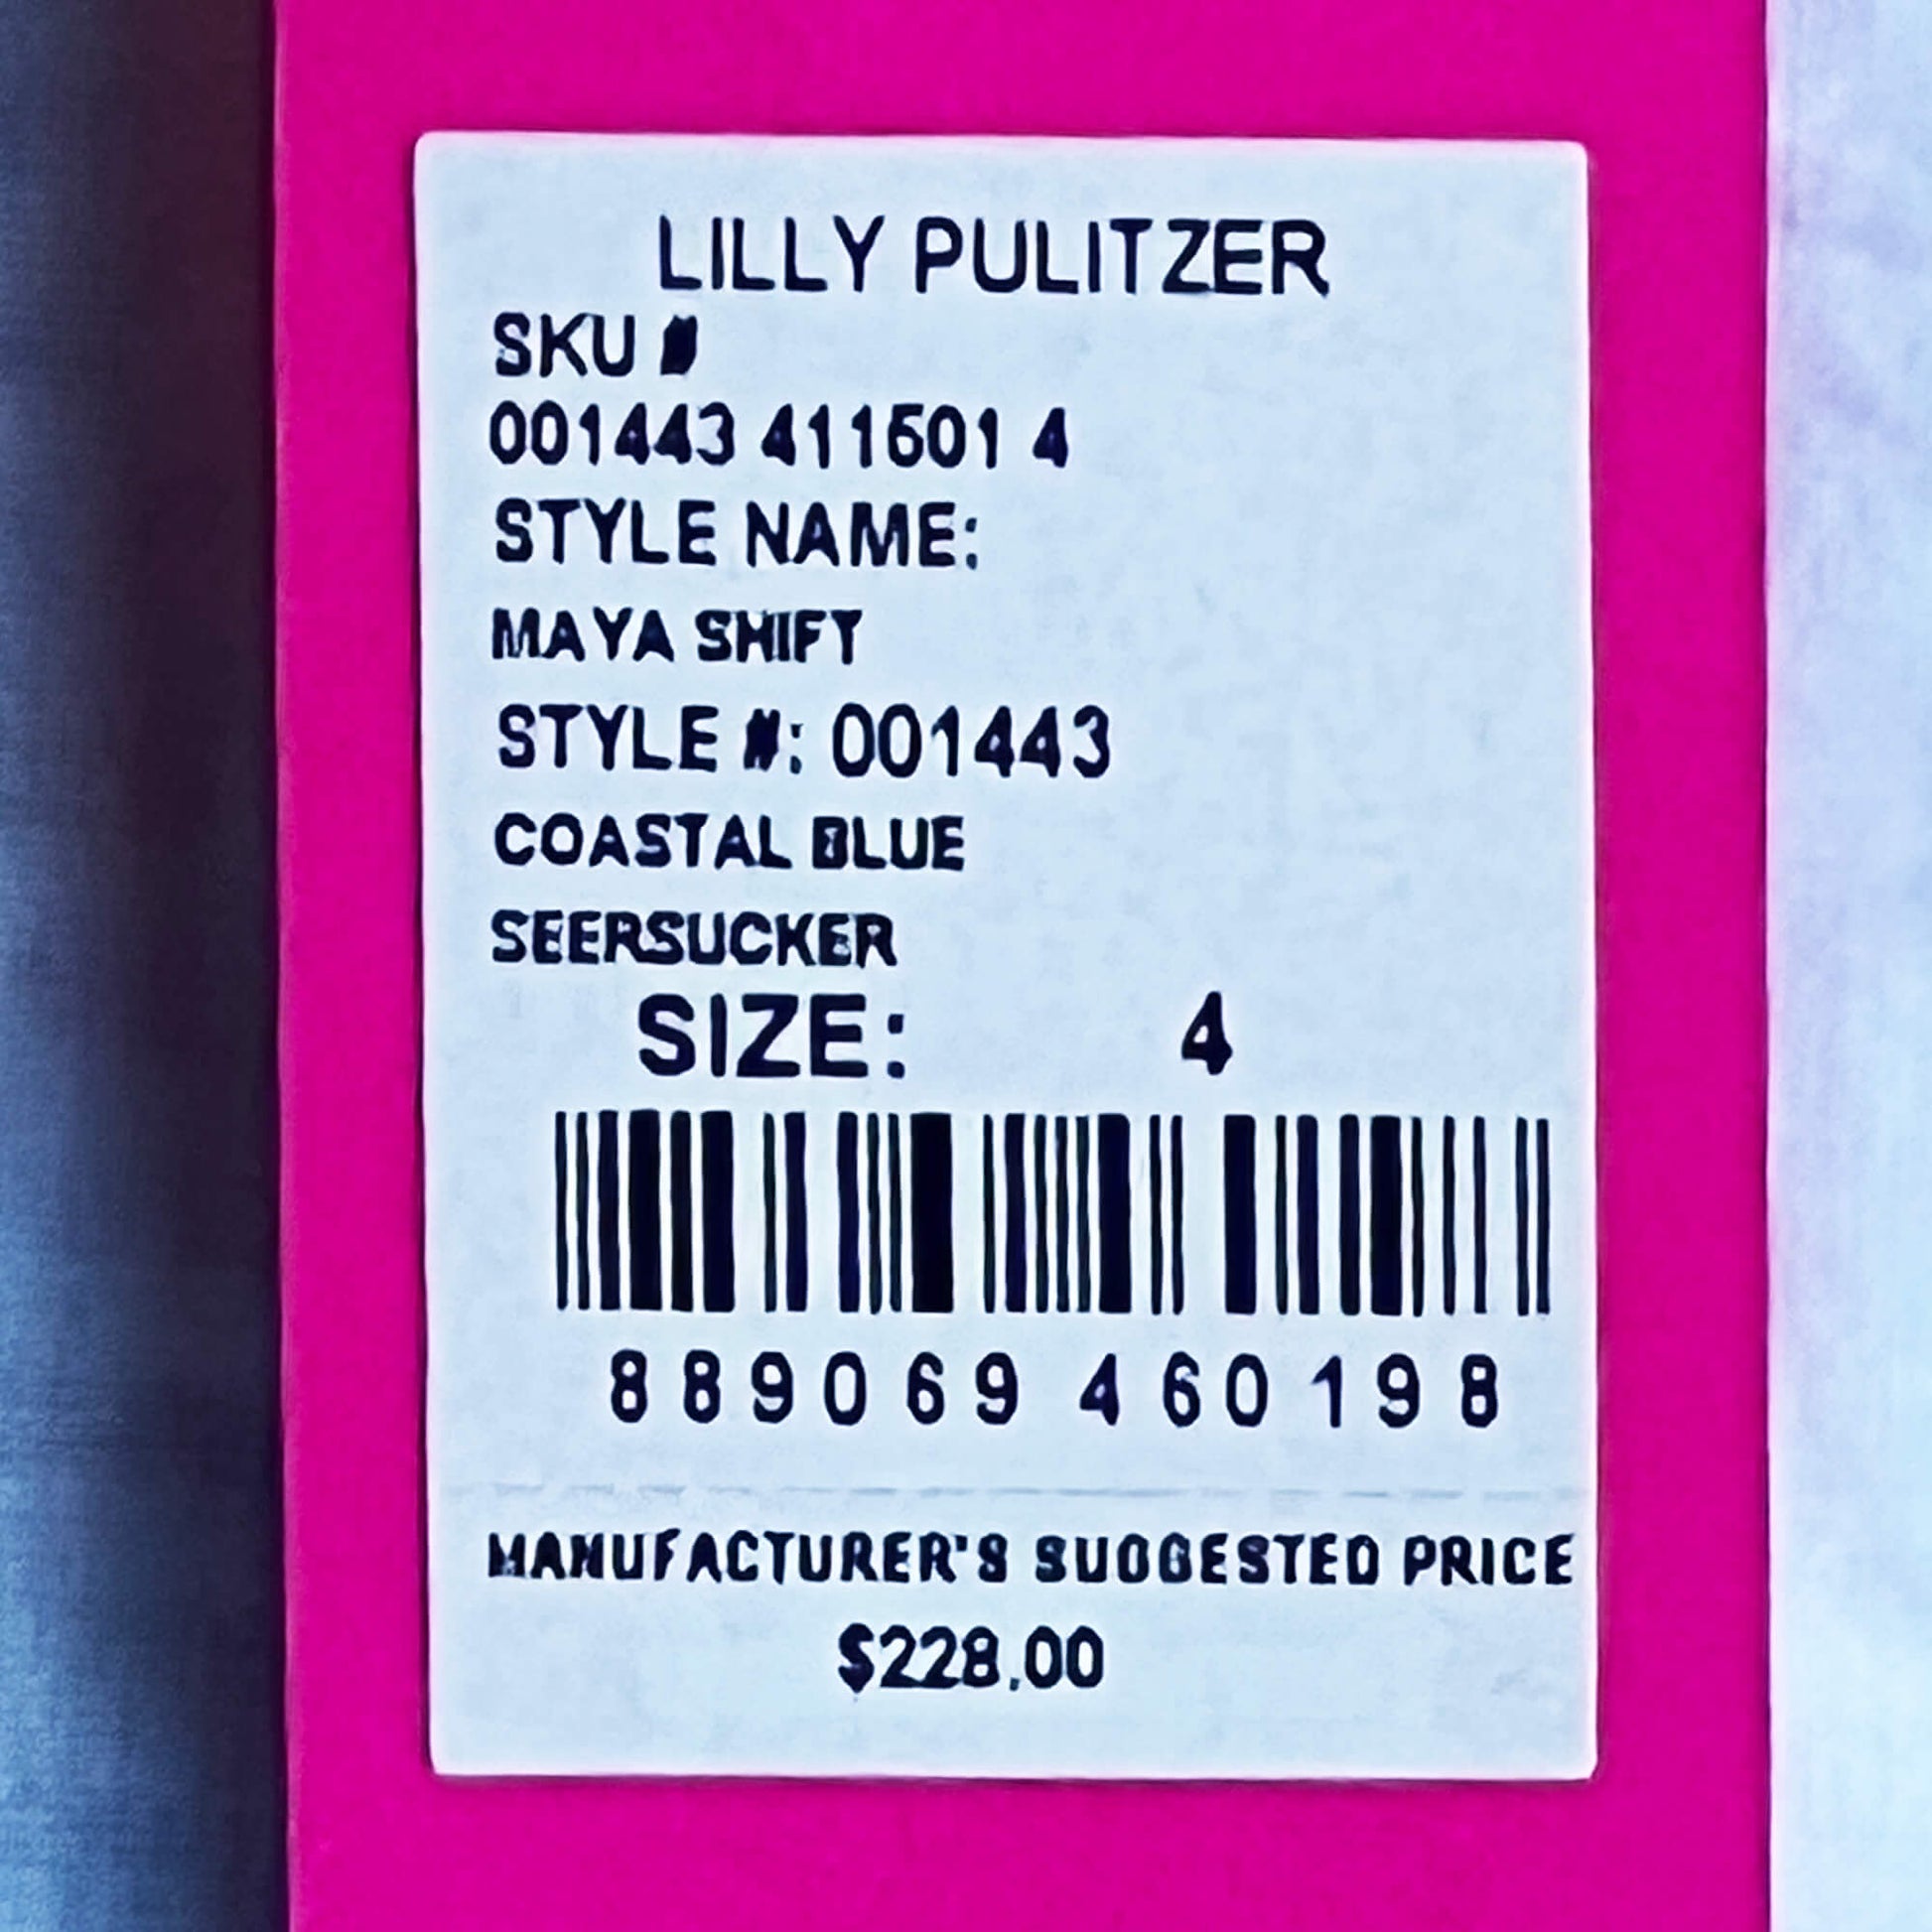 LILLY PULITZER
SKU #
001443 411501 4
STYLE NAME:
MAYA SHIFT
STYLE #: 001443
COASTAL BLUE
SEERSUCKER
SIZE: 4
889069 460198
MANUFACTURER'S SUGGESTED PRICE
$228.00